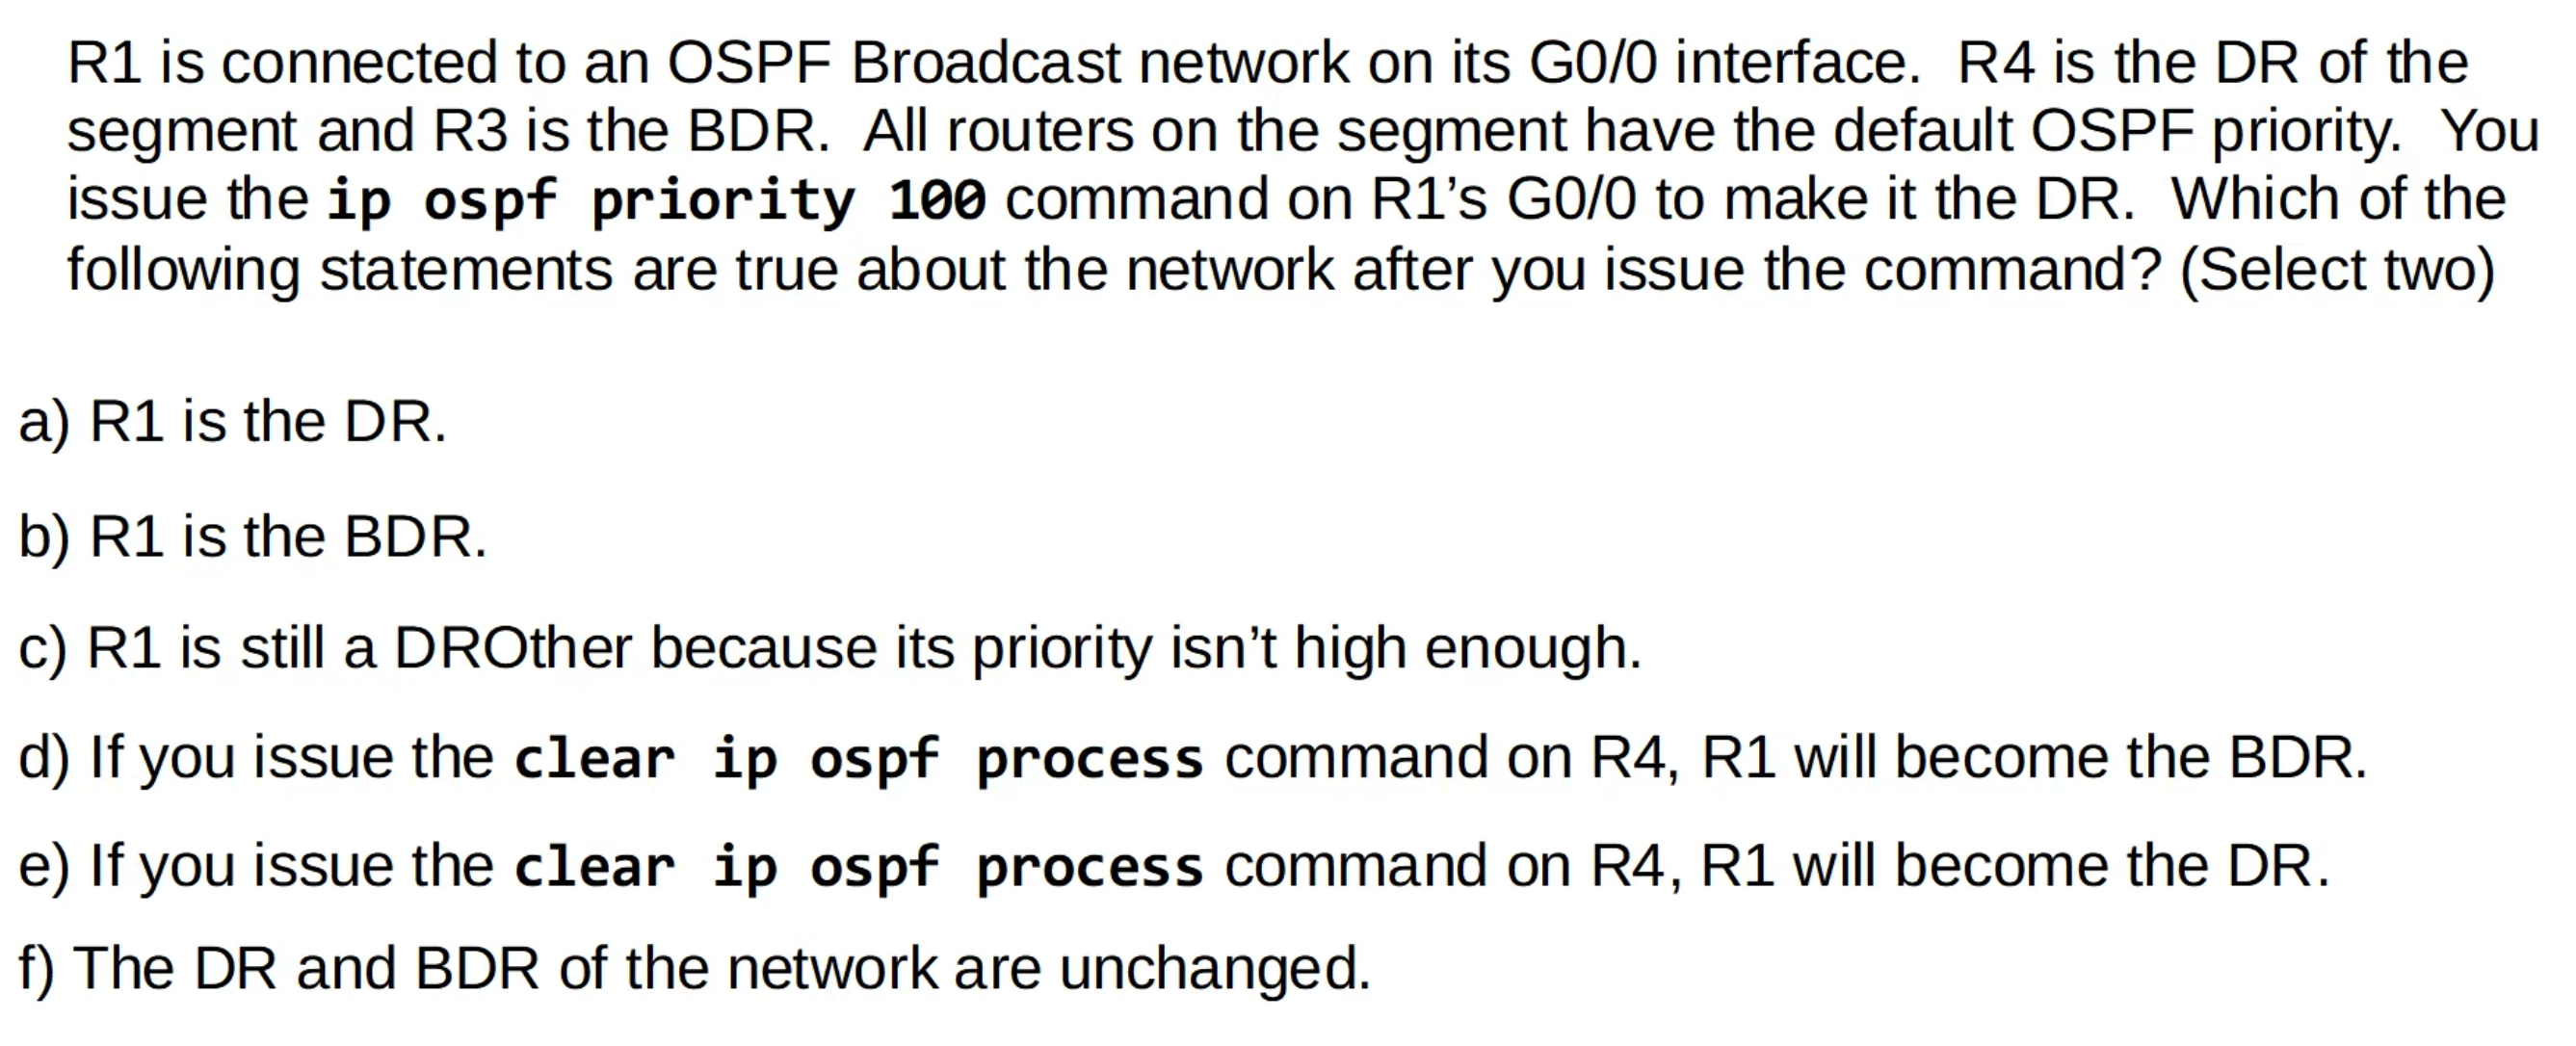 R1 is connected to an OSPF Broadcast network on its G0/0 interface.  R4 is the DR of the
segment and R3 is the BDR.  All routers on the segment have the default OSPF priority.  You
issue the ip ospf priority 100 command on R1’s G0/0 to make it the DR.  Which of the
following statements are true about the network after you issue the command? (Select two)
a) R1 is the DR.
b) R1 is the BDR.
c) R1 is still a DROther because its priority isn’t high enough.
d) If you issue the clear ip ospf process command on R4, R1 will become the BDR.
e) If you issue the clear ip ospf process command on R4, R1 will become the DR.
f) The DR and BDR of the network are unchanged.